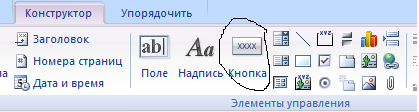 Конструктор Упорядочить
Заголовок
Номера страниц
Дата и время
ab|
Поле
Aa
Надпись
xxxx
Кнопка
Элементы управления